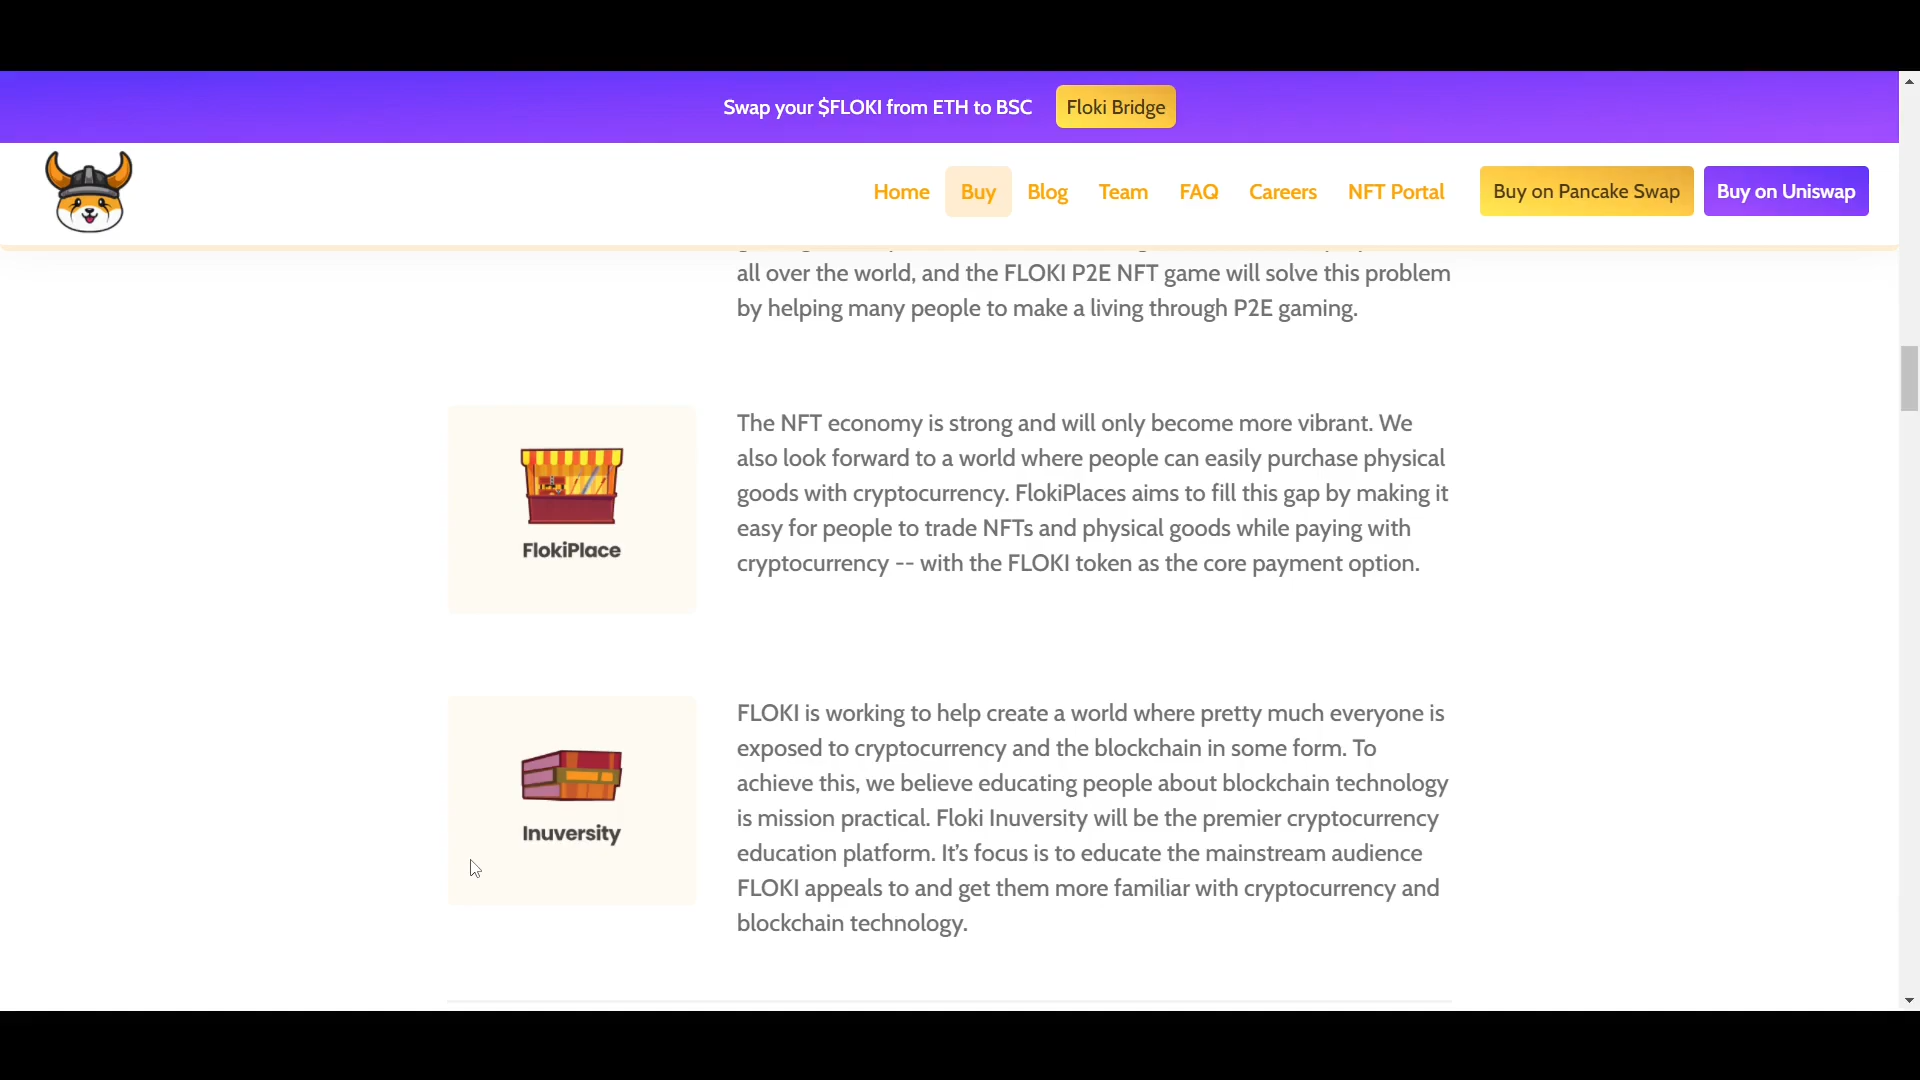 Swap your $FLOKI from ETH to BSC Floki Bridge
Home Buy Blog Team FAQ Careers NFT Portal Buy on Pancake Swap Buy on Uniswap
all over the world, and the FLOKI P2E NFT game will solve this problem
by helping many people to make a living through P2E gaming.
FlokiPlace
The NFT economy is strong and will only become more vibrant. We
also look forward to a world where people can easily purchase physical
goods with cryptocurrency. FlokiPlaces aims to fill this gap by making it
easy for people to trade NFTs and physical goods while paying with
cryptocurrency -- with the FLOKI token as the core payment option.
Inuversity
FLOKI is working to help create a world where pretty much everyone is
exposed to cryptocurrency and the blockchain in some form. To
achieve this, we believe educating people about blockchain technology
is mission practical. Floki Inuversity will be the premier cryptocurrency
education platform. It’s focus is to educate the mainstream audience
FLOKI appeals to and get them more familiar with cryptocurrency and
blockchain technology.